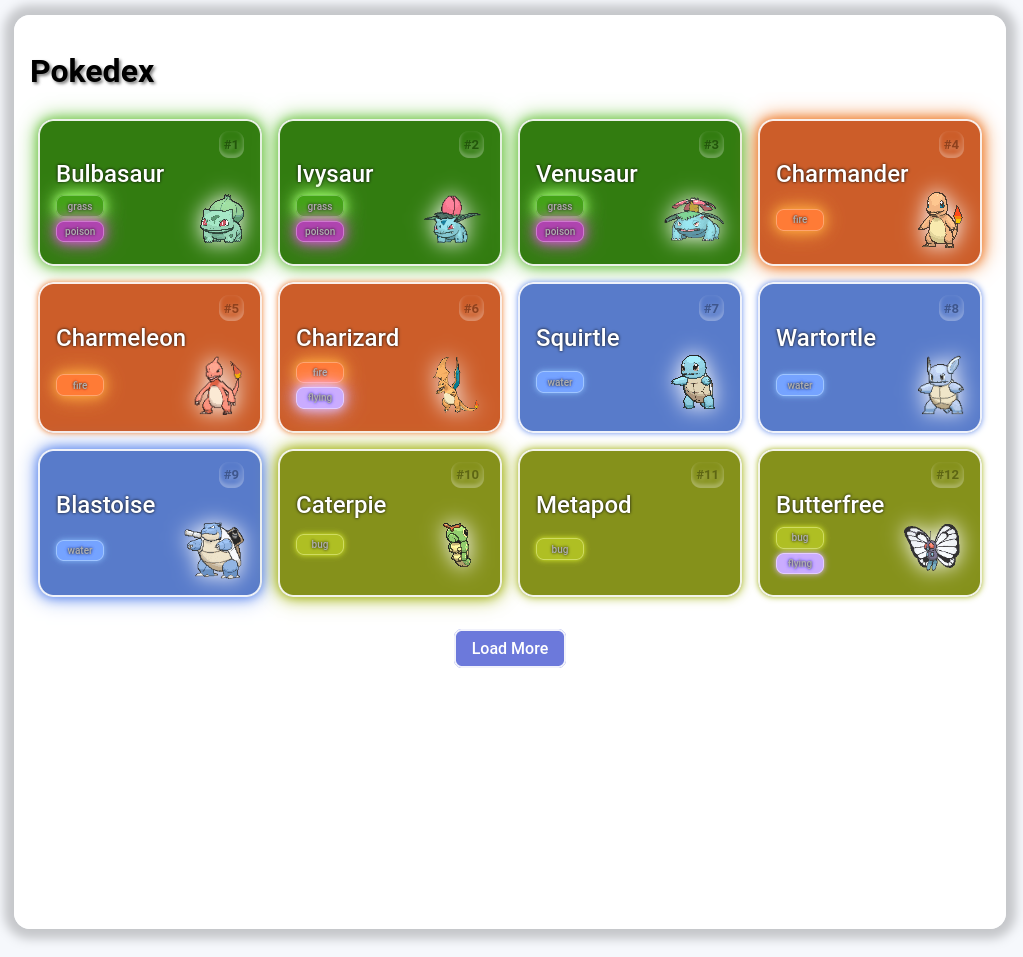 Pokedex
#1
Bulbasaur
grass
poison
#2
Ivysaur
grass
poison
#3
Venusaur
grass
poison
#4
Charmander
fire
#5
Charmeleon
fire
#6
Charizard
fire
flying
#7
Squirtle
water
#8
Wartortle
water
#9
Blastoise
water
#10
Caterpie
bug
#11
Metapod
bug
#12
Butterfree
bug
flying
Load More